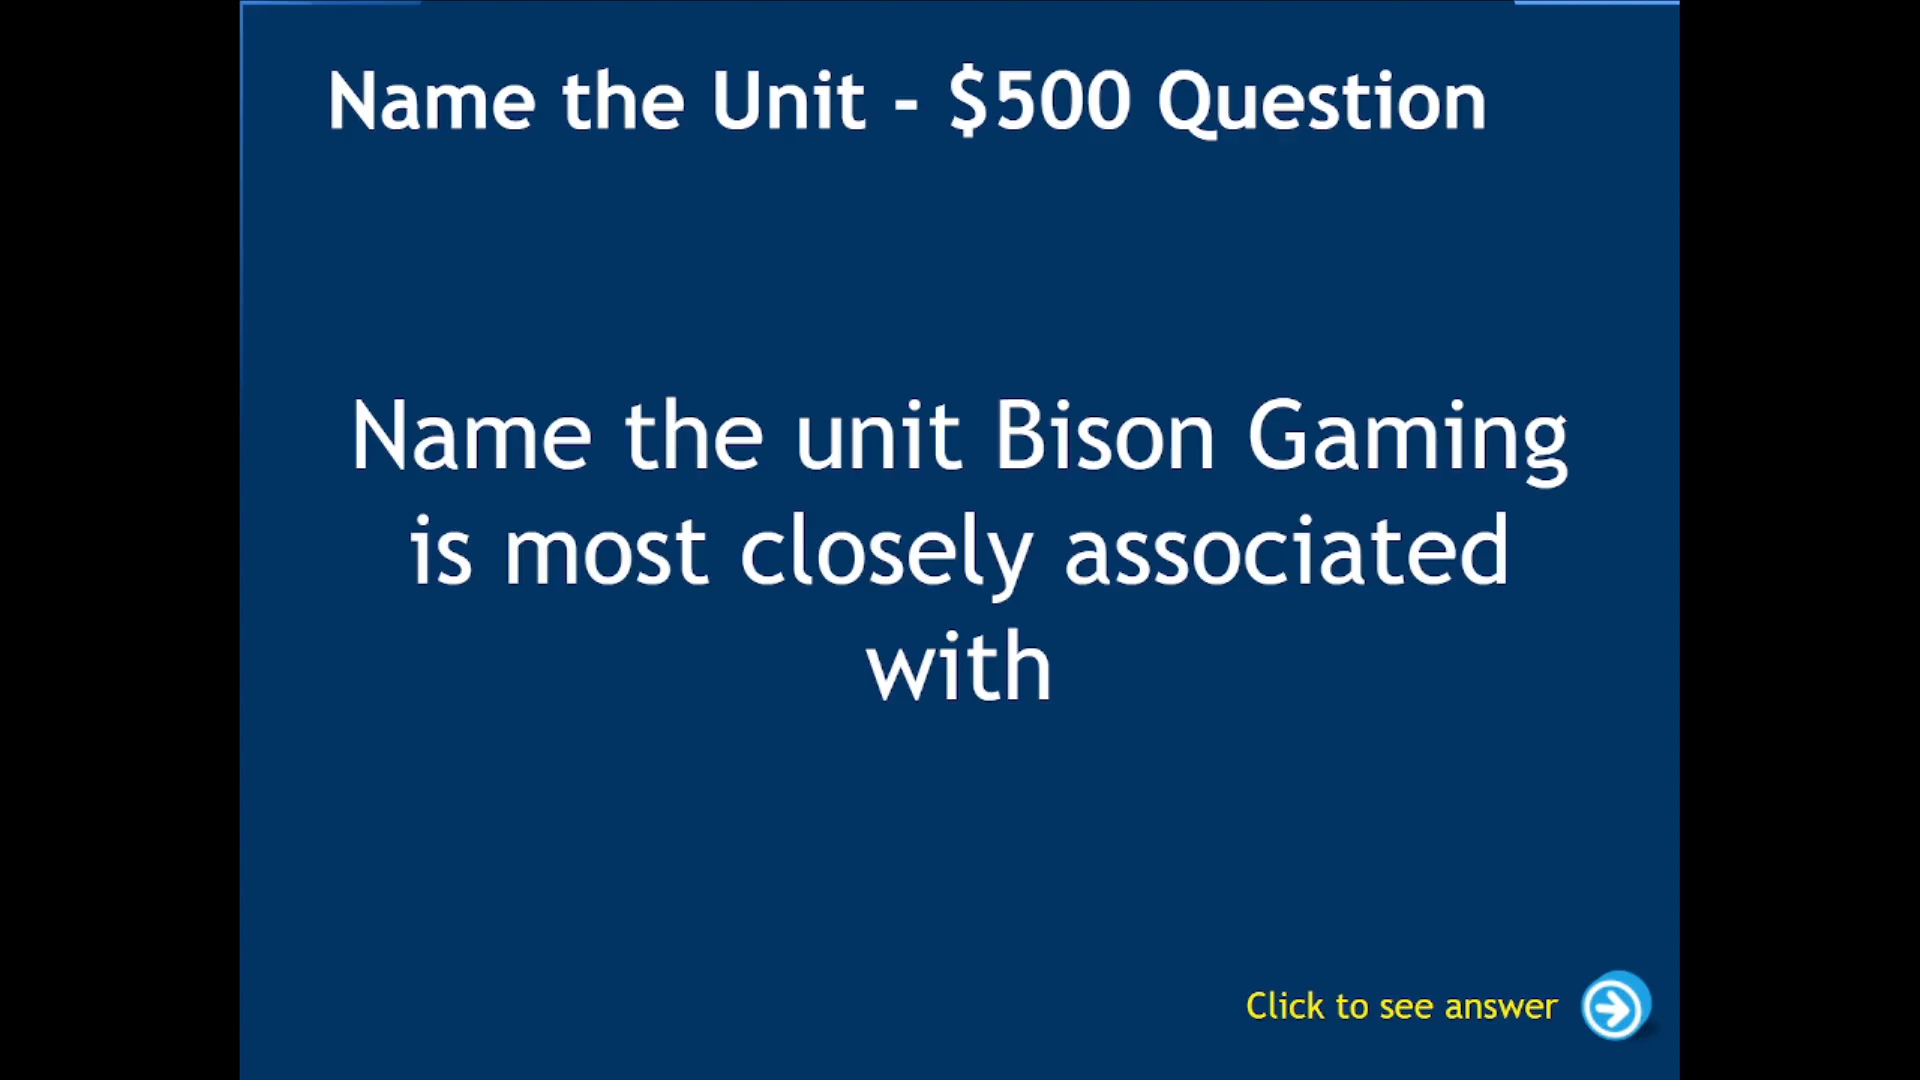 Name the Unit - $500 Question
Name the unit Bison Gaming
is most closely associated
with
Click to see answer